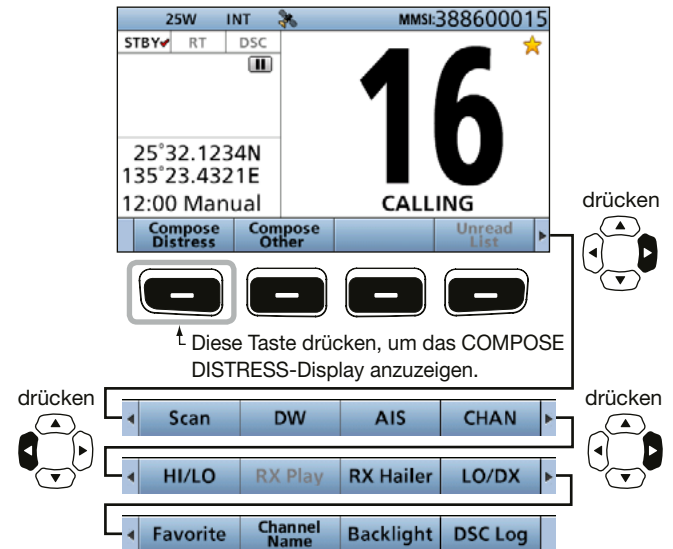 25W INT MMSI:388600015
STBY✔ RT DSC
16
25°32.1234N
135°23.4321E
12:00 Manual
CALLING
drücken
Compose Distress Compose Other Unread List
Diese Taste drücken, um das COMPOSE
DISTRESS-Display anzuzeigen.
drücken
drücken
Scan DW AIS CHAN
HI/LO RX Play RX Hailer LO/DX
Favorite Channel Name Backlight DSC Log